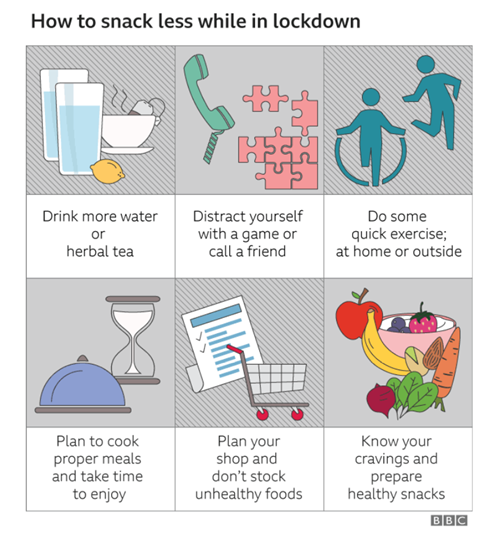 How to snack less while in lockdown
Drink more water
or
herbal tea
Distract yourself
with a game or
call a friend
Do some
quick exercise;
at home or outside
Plan to cook
proper meals
and take time
to enjoy
Plan your
shop and
don't stock
unhealthy foods
Know your
cravings and
prepare
healthy snacks
BBC